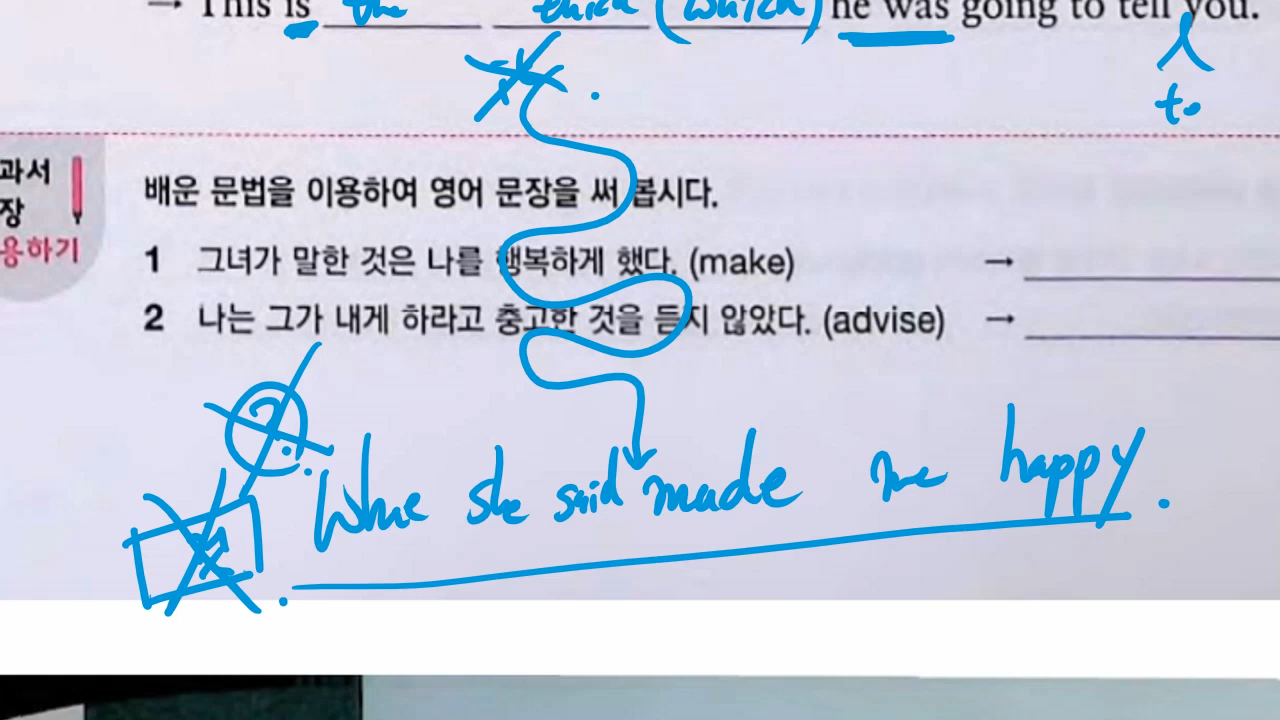 → This is the (which) he was going to tell you.
to
과서
장
용하기
배운 문법을 이용하여 영어 문장을 써 봅시다.
1 그녀가 말한 것은 나를 행복하게 했다. (make) →
2 나는 그가 내게 하라고 충고한 것을 듣지 않았다. (advise) →
?
she said made me happy.